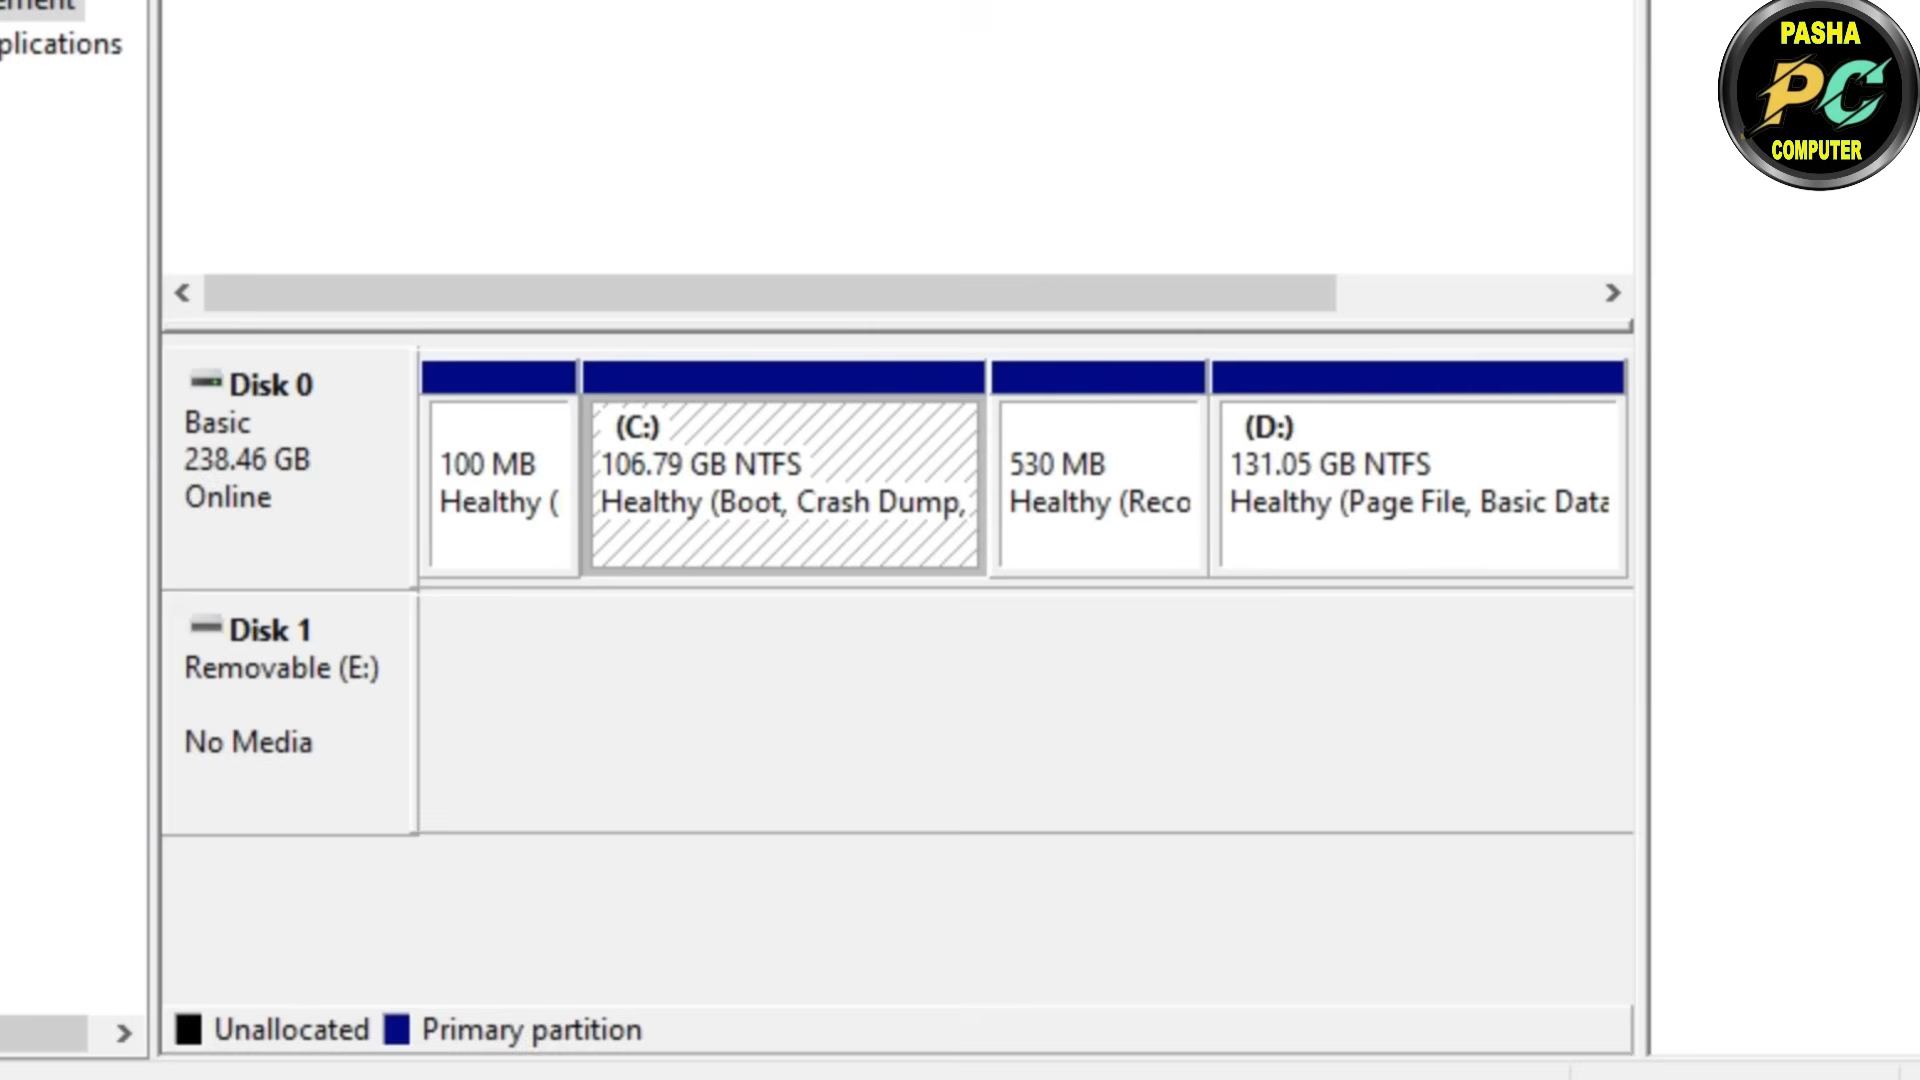 plications
PASHA
PC
COMPUTER
Disk 0
Basic
238.46 GB
Online
100 MB
Healthy (
(C:)
106.79 GB NTFS
Healthy (Boot, Crash Dump,
530 MB
Healthy (Reco
(D:)
131.05 GB NTFS
Healthy (Page File, Basic Data
Disk 1
Removable (E:)
No Media
Unallocated
Primary partition